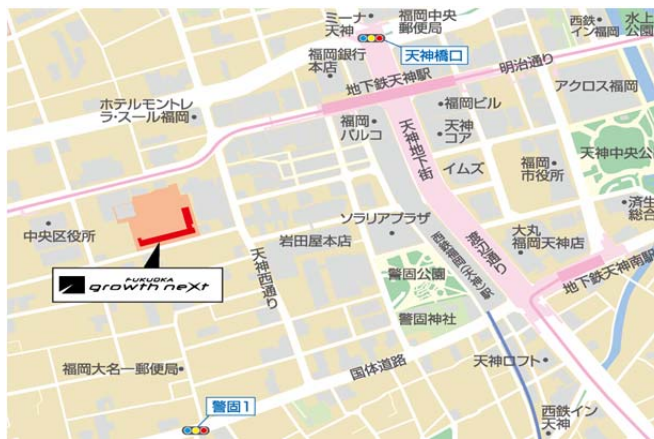 ミーナ
天神
福岡中央
郵便局
西鉄
イン福岡
水上
公園
天神橋口
福岡銀行
本店
地下鉄天神駅
明治通り
ホテルモントレ
ラ・スール福岡
福岡
パルコ
福岡ビル
天神
コア
アクロス福岡
天神地下街
イムズ
福岡
市役所
天神中央公
済生
総合
中央区役所
ソラリアプラザ
岩田屋本店
天神西通り
西鉄福岡(天神)駅
渡辺通り
大丸
福岡天神店
地下鉄天神南駅
FUKUOKA
growth neXt
警固公園
警固神社
福岡大名一郵便局
国体道路
天神ロフト
警固1
西鉄イン
天神